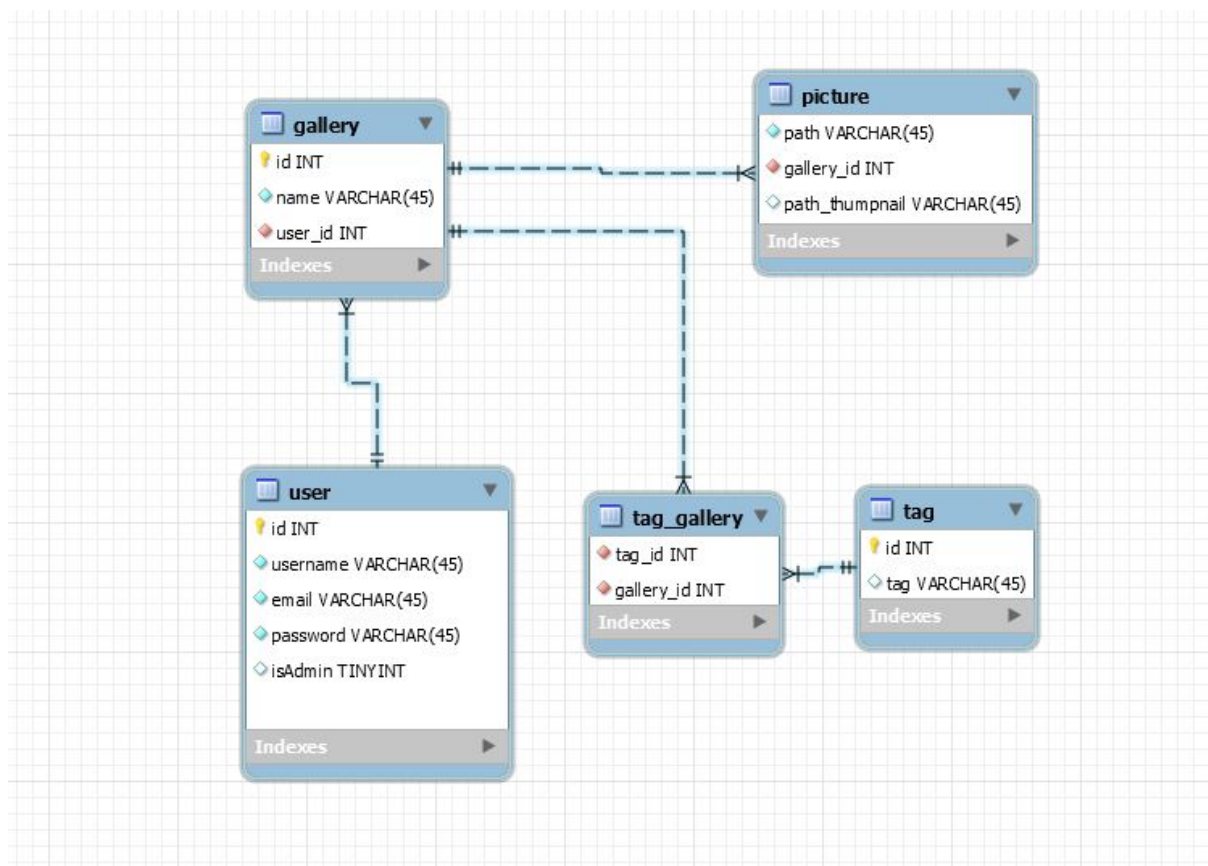 gallery
id INT
name VARCHAR(45)
user_id INT
Indexes
picture
path VARCHAR(45)
gallery_id INT
path_thumpnail VARCHAR(45)
Indexes
user
id INT
username VARCHAR(45)
email VARCHAR(45)
password VARCHAR(45)
isAdmin TINYINT
Indexes
tag_gallery
tag_id INT
gallery_id INT
Indexes
tag
id INT
tag VARCHAR(45)
Indexes